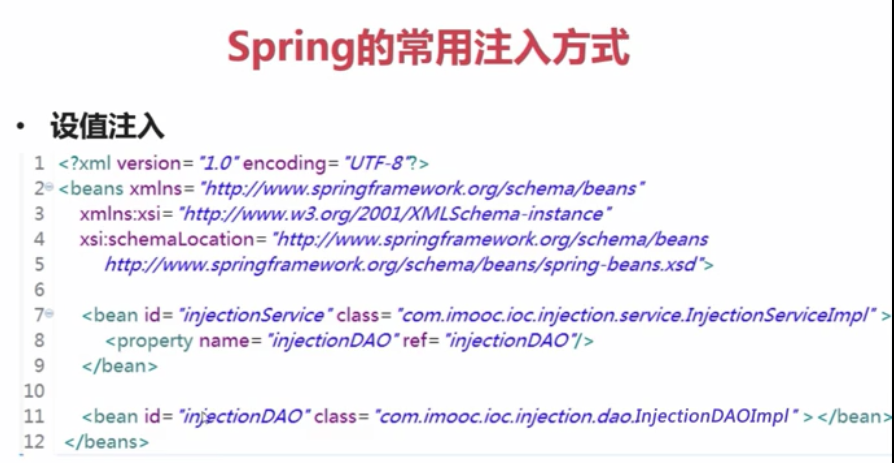 Spring的常用注入方式
• 设值注入
1 <?xml version="1.0" encoding="UTF-8"?>
2 <beans xmlns="http://www.springframework.org/schema/beans"
3 xmlns:xsi="http://www.w3.org/2001/XMLSchema-instance"
4 xsi:schemaLocation="http://www.springframework.org/schema/beans
5 http://www.springframework.org/schema/beans/spring-beans.xsd">
6
7 <bean id="injectionService" class="com.imooc.ioc.injection.service.InjectionServiceImpl" >
8 <property name="injectionDAO" ref="injectionDAO"/>
9 </bean>
10
11 <bean id="injectionDAO" class="com.imooc.ioc.injection.dao.InjectionDAOImpl" ></bean>
12 </beans>